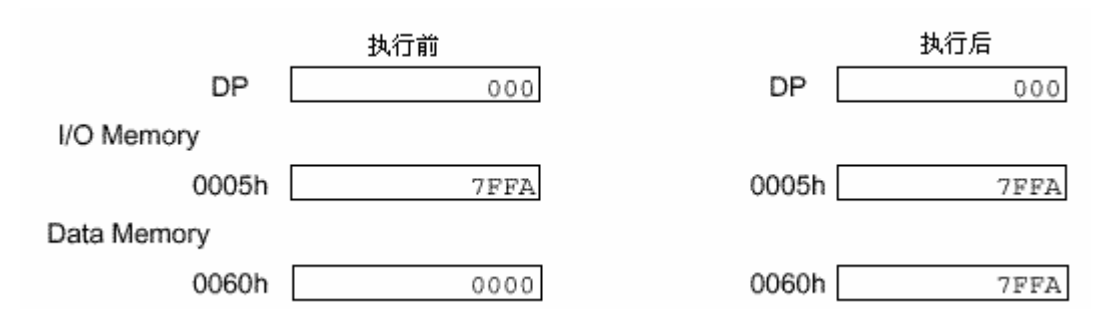 执行前 执行后
DP 000 DP 000
I/O Memory
0005h 7FFA 0005h 7FFA
Data Memory
0060h 0000 0060h 7FFA